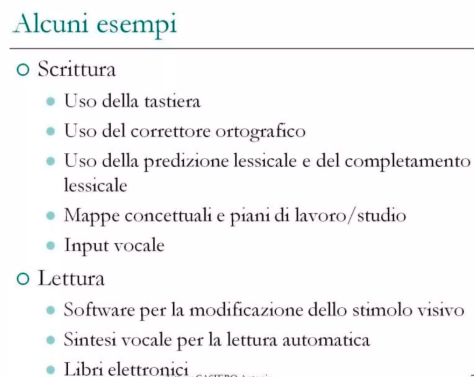 Alcuni esempi
Scrittura
Uso della tastiera
Uso del correttore ortografico
Uso della predizione lessicale e del completamento
lessicale
Mappe concettuali e piani di lavoro/studio
Input vocale
Lettura
Software per la modificazione dello stimolo visivo
Sintesi vocale per la lettura automatica
Libri elettronici